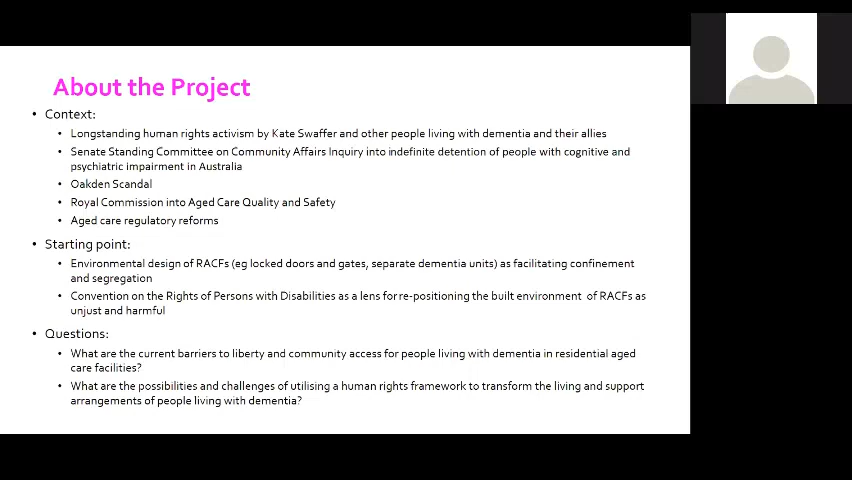 About the Project
• Context:
• Longstanding human rights activism by Kate Swaffer and other people living with dementia and their allies
• Senate Standing Committee on Community Affairs Inquiry into indefinite detention of people with cognitive and
psychiatric impairment in Australia
• Oakden Scandal
• Royal Commission into Aged Care Quality and Safety
• Aged care regulatory reforms
• Starting point:
• Environmental design of RACFs (eg locked doors and gates, separate dementia units) as facilitating confinement
and segregation
• Convention on the Rights of Persons with Disabilities as a lens for re-positioning the built environment of RACFs as
unjust and harmful
• Questions:
• What are the current barriers to liberty and community access for people living with dementia in residential aged
care facilities?
• What are the possibilities and challenges of utilising a human rights framework to transform the living and support
arrangements of people living with dementia?